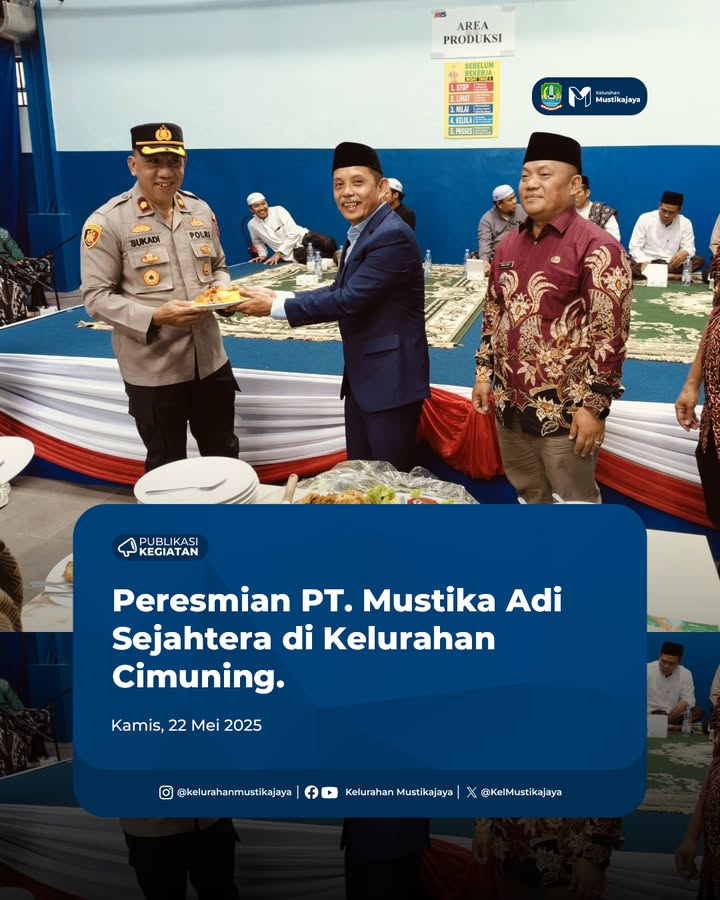 AREA
PRODUKSI
SEBELUM
BEKERJA
1. STOP
2. LIHAT
3. NILAI
4. KELOLA
5. PROSES
Kelurahan
Mustikajaya
SUKADI
POLRI
PUBLIKASI
KEGIATAN
Peresmian PT. Mustika Adi
Sejahtera di Kelurahan
Cimuning.
Kamis, 22 Mei 2025
@kelurahanmustikajaya | Kelurahan Mustikajaya | @KelMustikajaya